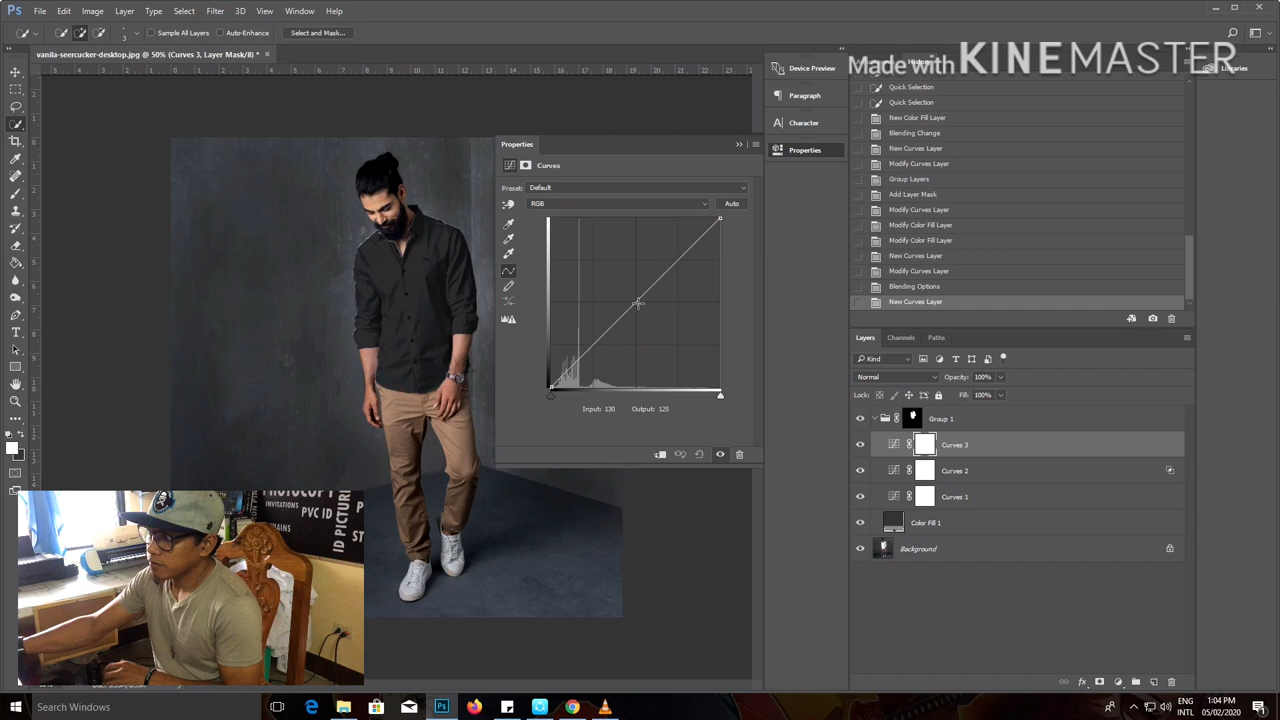 Ps File Edit Image Layer Type Select Filter 3D View Window Help
3 Sample All Layers Auto-Enhance Select and Mask...
vanila-seercucker-desktop.jpg @ 50% (Curves 3, Layer Mask/8) *
Made with KINEMASTER
Device Preview
Paragraph
Character
Properties
Libraries
Quick Selection
Quick Selection
New Color Fill Layer
Blending Change
New Curves Layer
Modify Curves Layer
Group Layers
Add Layer Mask
Modify Curves Layer
Modify Color Fill Layer
Modify Color Fill Layer
New Curves Layer
Modify Curves Layer
Blending Options
New Curves Layer
Properties
Curves
Preset: Default
RGB Auto
Input: 130 Output: 125
Layers Channels Paths
Kind
Normal Opacity: 100%
Lock: Fill: 100%
Group 1
Curves 3
Curves 2
Curves 1
Color Fill 1
Background
PHOTOCOPY
PVC ID
ID PICTURE
Search Windows
ENG
INTL
1:04 PM
05/02/2020